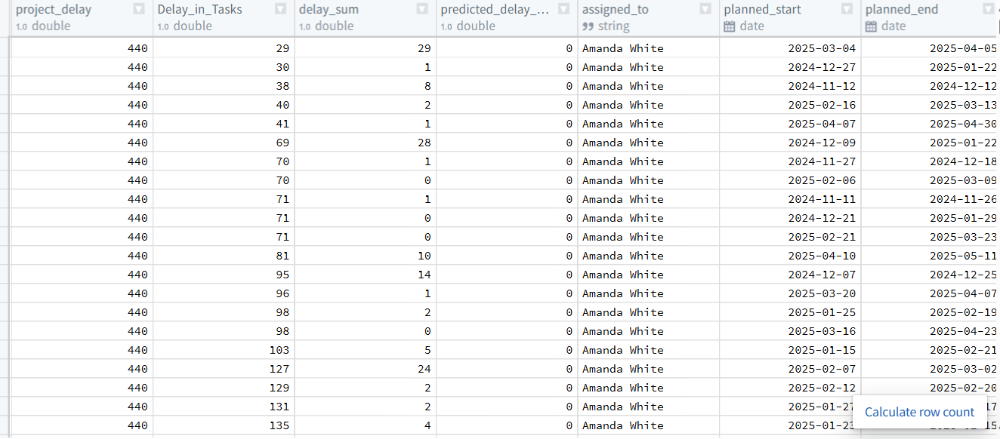 project_delay Delay_in_Tasks delay_sum predicted_delay_... assigned_to planned_start planned_end
1.0 double 1.0 double 1.0 double 1.0 double string date date
440 29 29 0 Amanda White 2025-03-04 2025-04-05
440 30 1 0 Amanda White 2024-12-27 2025-01-22
440 38 8 0 Amanda White 2024-11-12 2024-12-12
440 40 2 0 Amanda White 2025-02-16 2025-03-13
440 41 1 0 Amanda White 2025-04-07 2025-04-30
440 69 28 0 Amanda White 2024-12-09 2025-01-22
440 70 1 0 Amanda White 2024-11-27 2024-12-18
440 70 0 0 Amanda White 2025-02-06 2025-03-09
440 71 1 0 Amanda White 2024-11-11 2024-11-26
440 71 0 0 Amanda White 2024-12-21 2025-01-29
440 71 0 0 Amanda White 2025-02-21 2025-03-23
440 81 10 0 Amanda White 2025-04-10 2025-05-11
440 95 14 0 Amanda White 2024-12-07 2024-12-25
440 96 1 0 Amanda White 2025-03-20 2025-04-07
440 98 2 0 Amanda White 2025-01-25 2025-02-19
440 98 0 0 Amanda White 2025-03-16 2025-04-23
440 103 5 0 Amanda White 2025-01-15 2025-02-21
440 127 24 0 Amanda White 2025-02-07 2025-03-02
440 129 2 0 Amanda White 2025-02-12 2025-02-20
440 131 2 0 Amanda White 2025-01-27
Calculate row count
440 135 4 0 Amanda White 2025-01-23